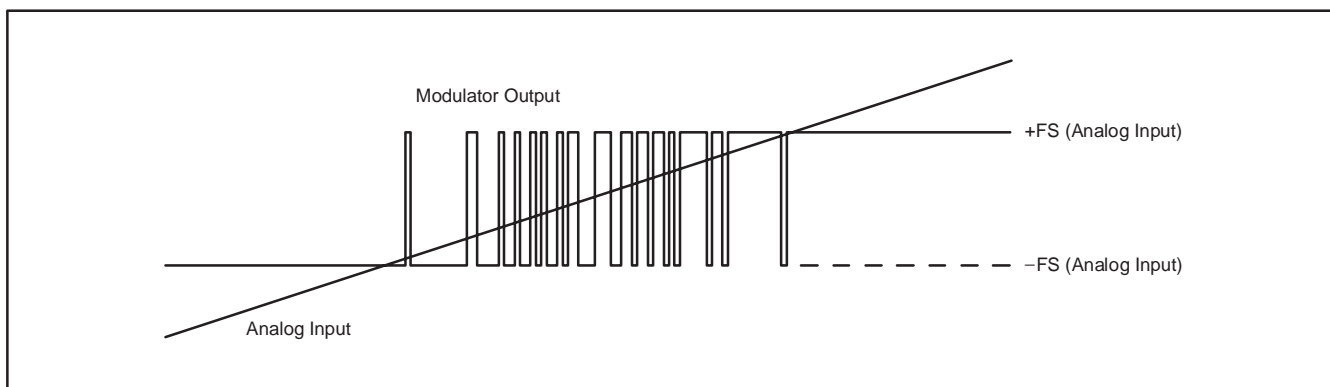 Modulator Output
+FS (Analog Input)
−FS (Analog Input)
Analog Input